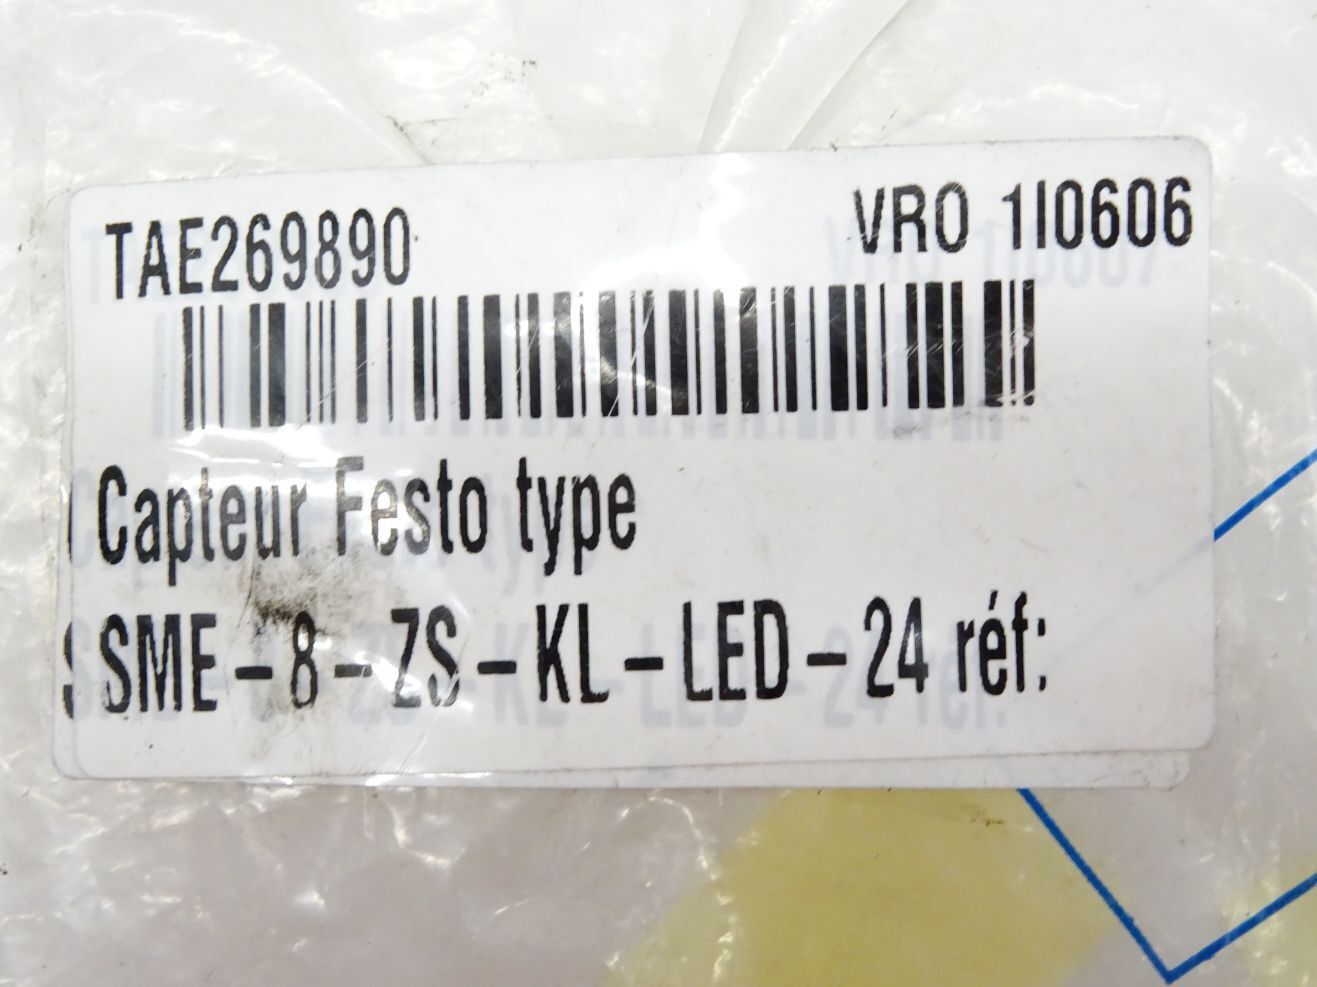 TAE269890 VRO 1I0606
Capteur Festo type
SME-8-ZS-KL-LED-24 réf: